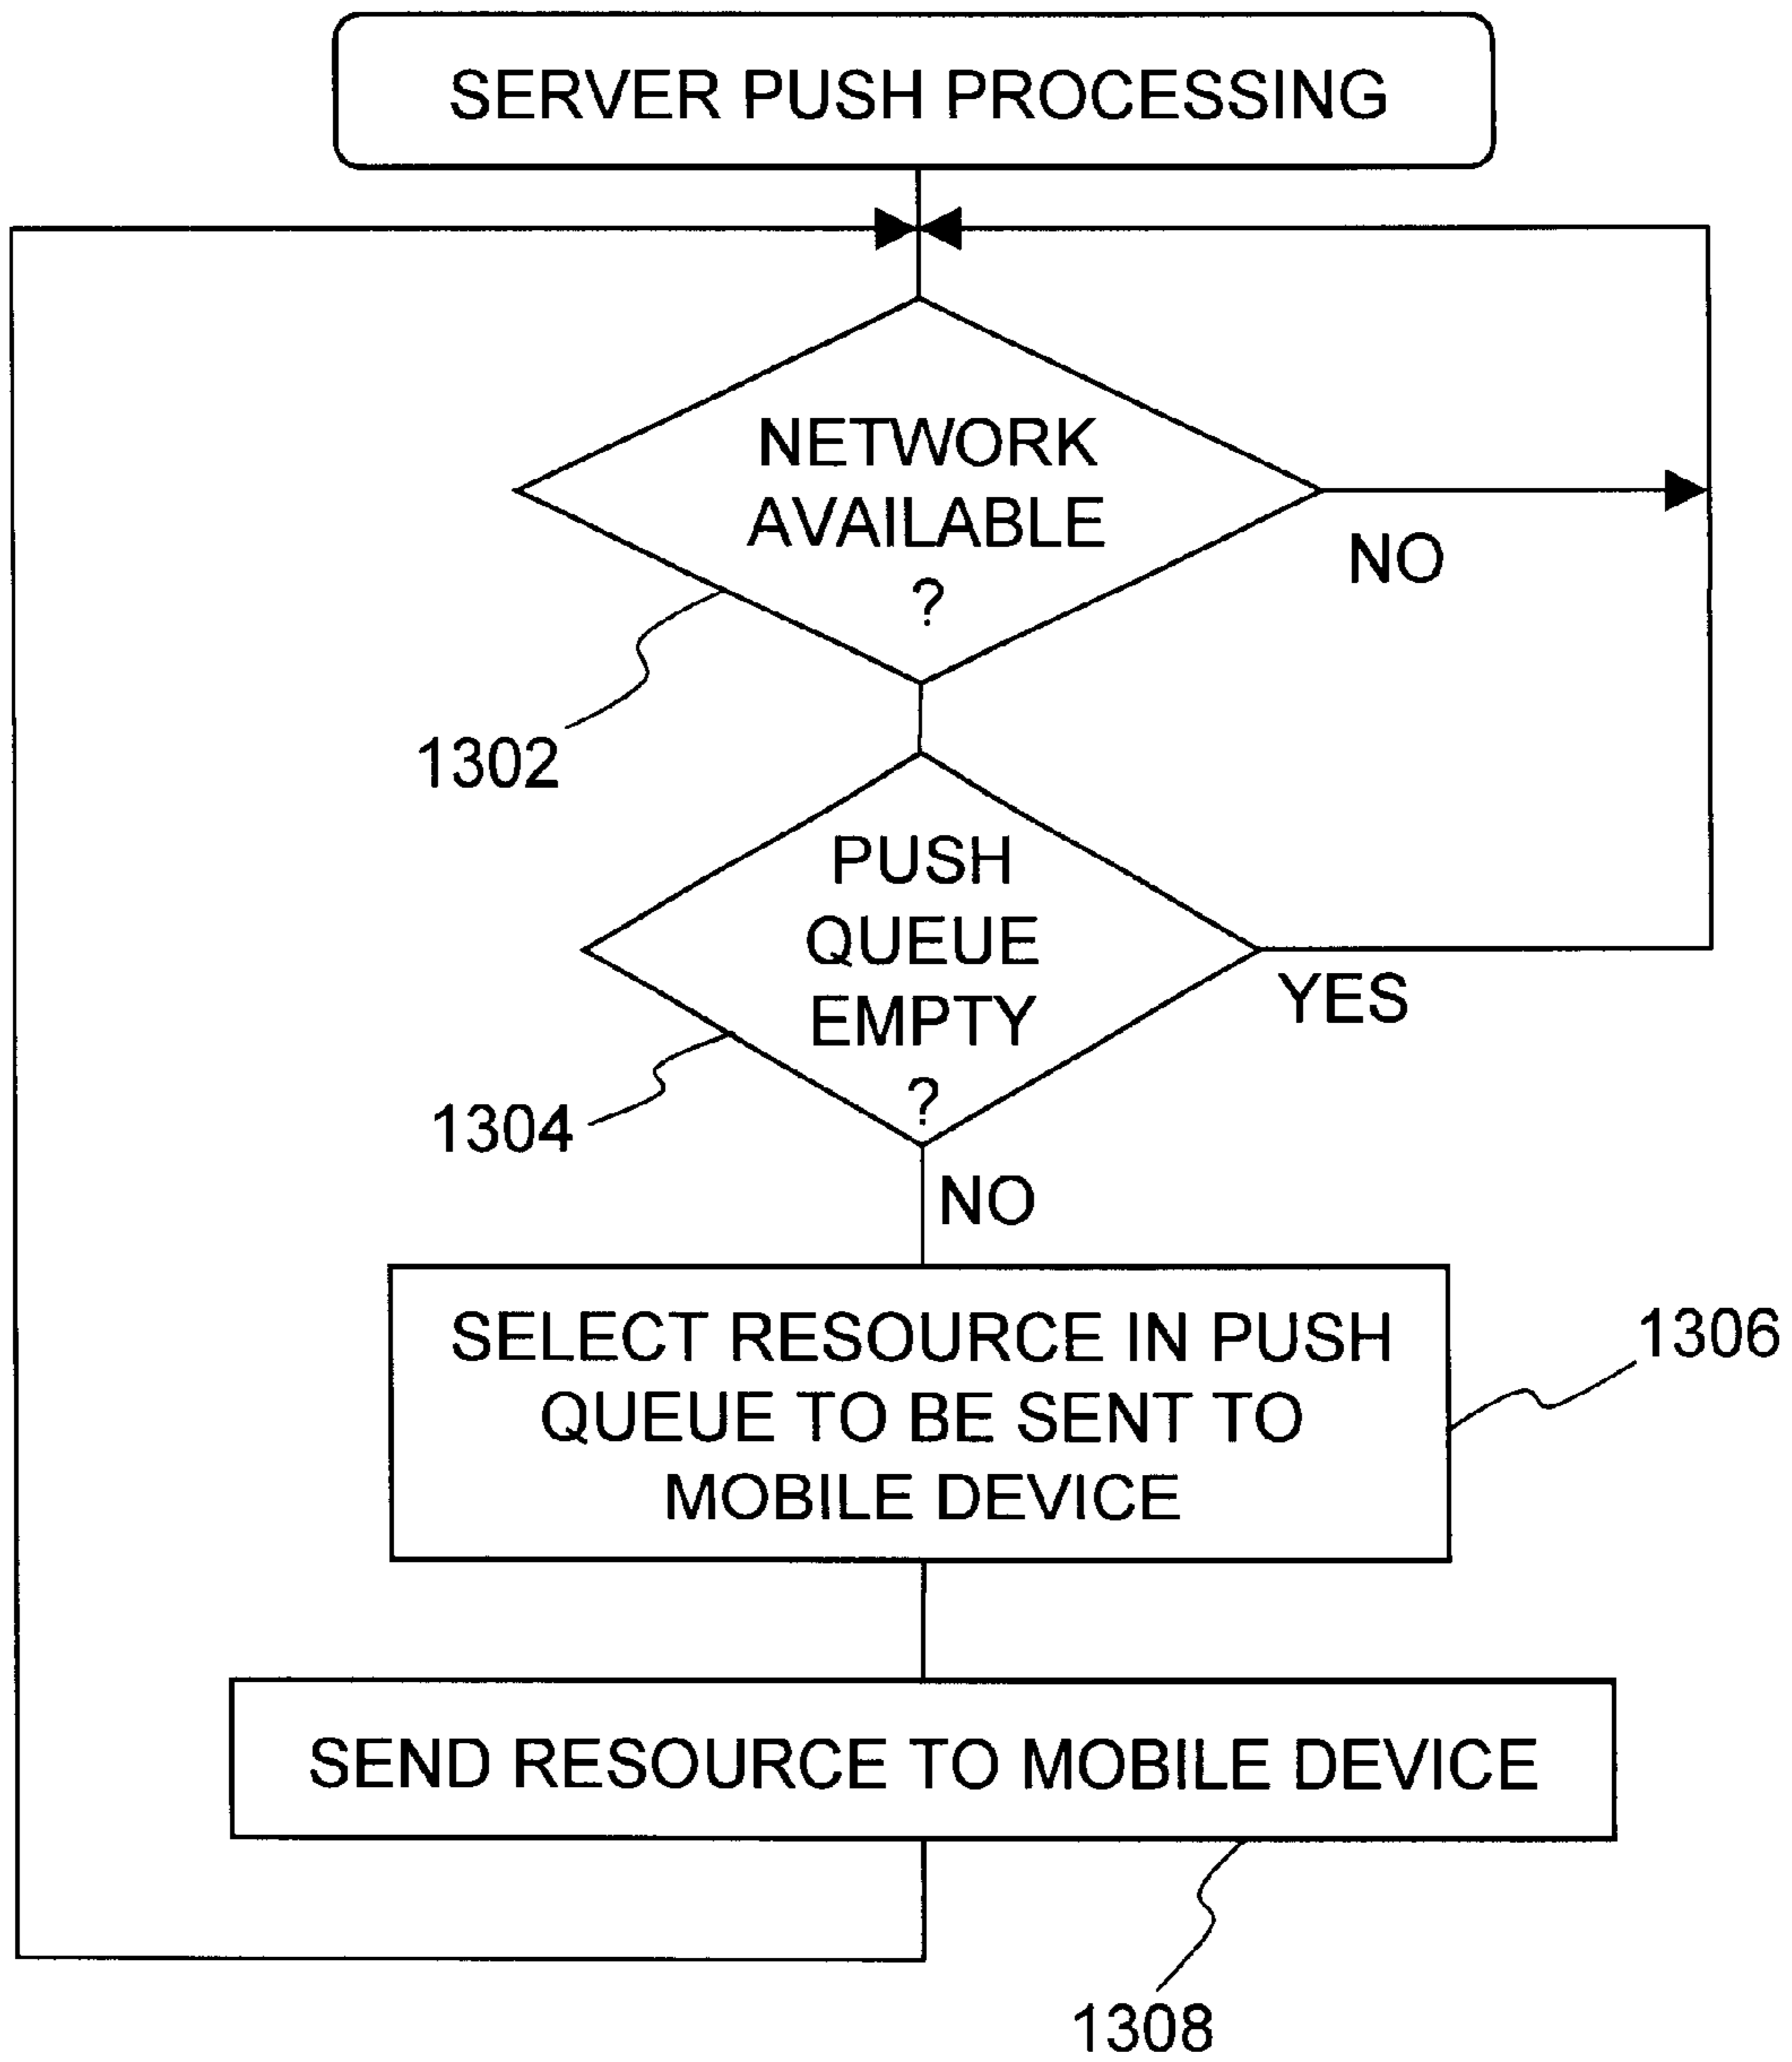 SERVER PUSH PROCESSING
NETWORK
AVAILABLE
?
NO
1302
PUSH
QUEUE
EMPTY
?
YES
1304
NO
SELECT RESOURCE IN PUSH
QUEUE TO BE SENT TO
MOBILE DEVICE
1306
SEND RESOURCE TO MOBILE DEVICE
1308